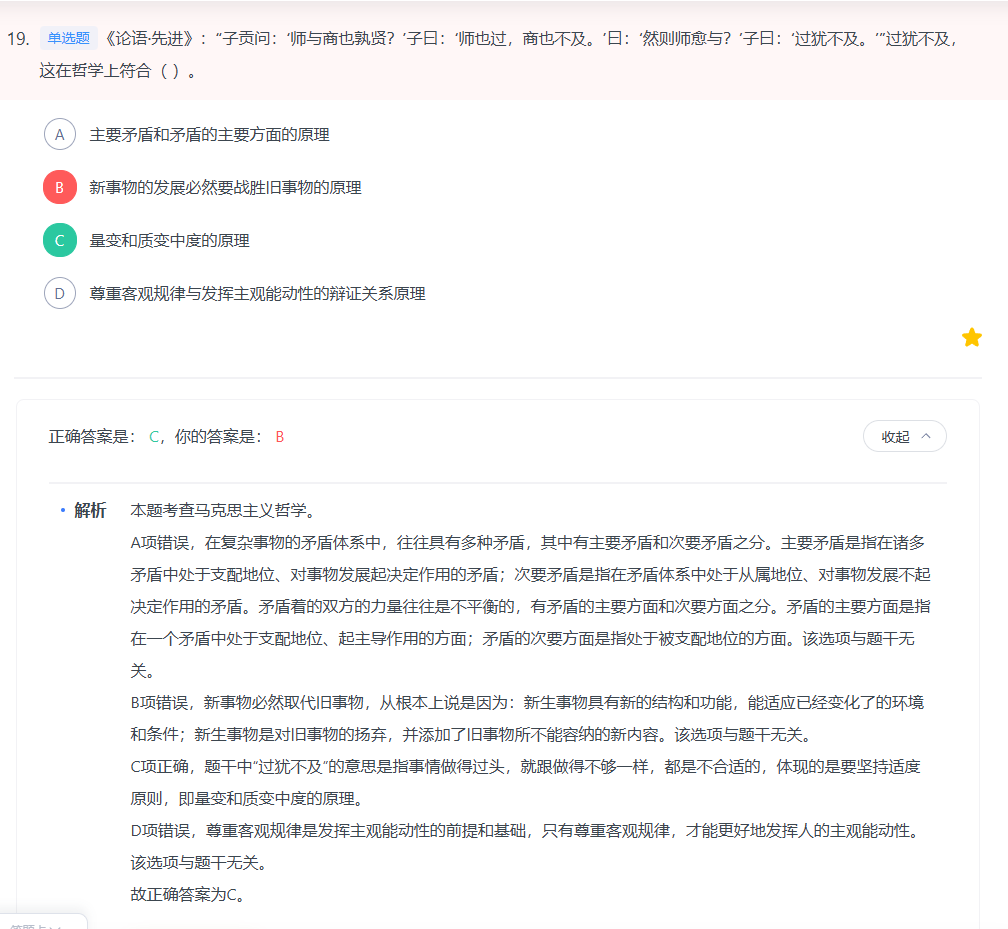 19. 单选题 《论语·先进》：“子贡问：‘师与商也孰贤？’子曰：‘师也过，商也不及。’曰：‘然则师愈与？’子曰：‘过犹不及。’”过犹不及，
这在哲学上符合（ ）。
A 主要矛盾和矛盾的主要方面的原理
B 新事物的发展必然要战胜旧事物的原理
C 量变和质变中度的原理
D 尊重客观规律与发挥主观能动性的辩证关系原理
正确答案是： C，你的答案是： B
收起
解析 本题考查马克思主义哲学。
A项错误，在复杂事物的矛盾体系中，往往具有多种矛盾，其中有主要矛盾和次要矛盾之分。主要矛盾是指在诸多
矛盾中处于支配地位、对事物发展起决定作用的矛盾；次要矛盾是指在矛盾体系中处于从属地位、对事物发展不起
决定作用的矛盾。矛盾着的双方的力量往往是不平衡的，有矛盾的主要方面和次要方面之分。矛盾的主要方面是指
在一个矛盾中处于支配地位、起主导作用的方面；矛盾的次要方面是指处于被支配地位的方面。该选项与题干无
关。
B项错误，新事物必然取代旧事物，从根本上说是因为：新生事物具有新的结构和功能，能适应已经变化了的环境
和条件；新生事物是对旧事物的扬弃，并添加了旧事物所不能容纳的新内容。该选项与题干无关。
C项正确，题干中“过犹不及”的意思是指事情做得过头，就跟做得不够一样，都是不合适的，体现的是要坚持适度
原则，即量变和质变中度的原理。
D项错误，尊重客观规律是发挥主观能动性的前提和基础，只有尊重客观规律，才能更好地发挥人的主观能动性。
该选项与题干无关。
故正确答案为C。